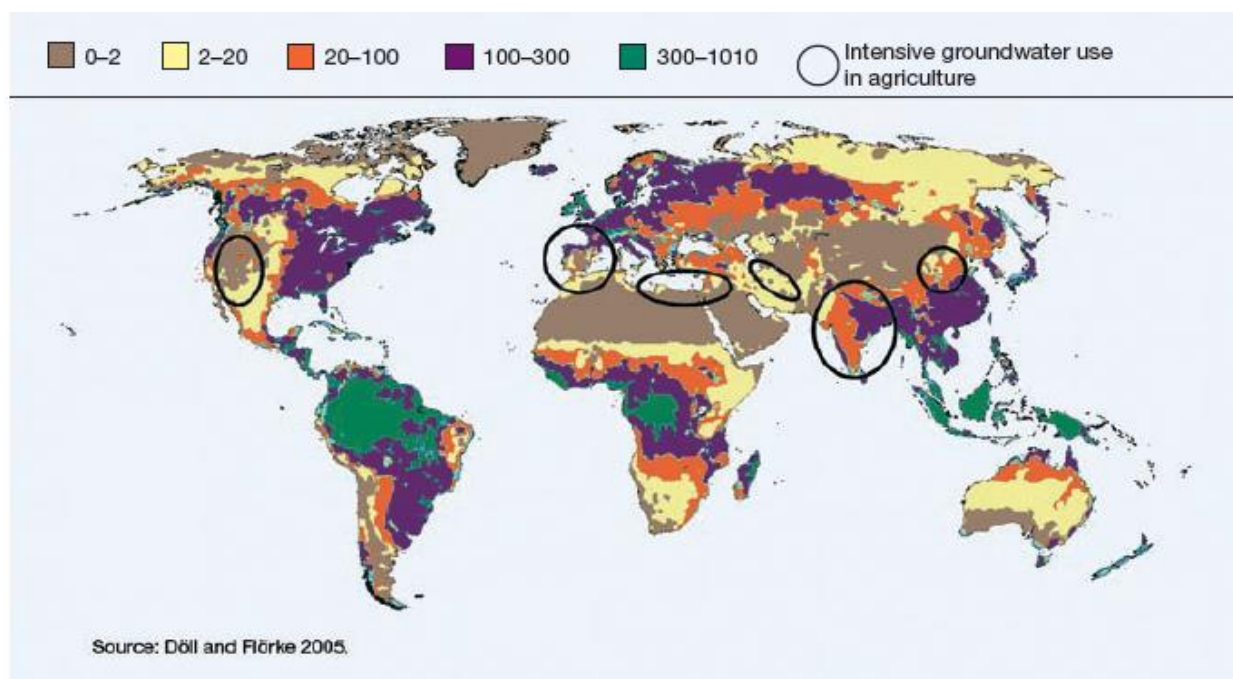 0–2 2–20 20–100 100–300 300–1010 Intensive groundwater use
in agriculture
Source: Döll and Flörke 2005.